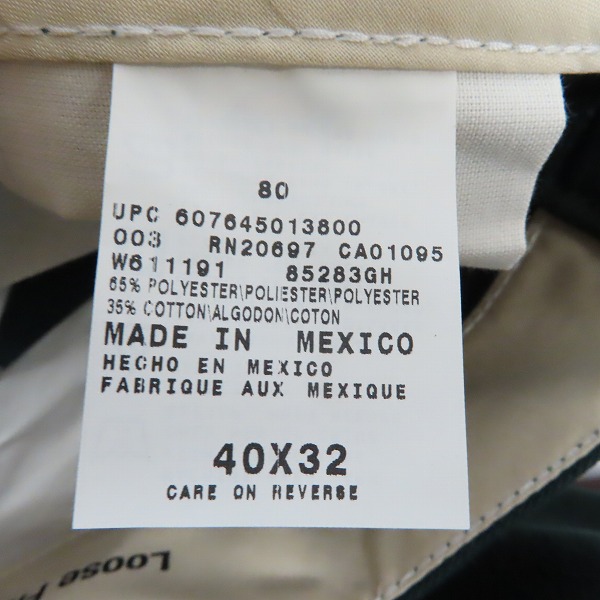 80
UPC 607645013800
003 RN20697 CA01095
W611191 85283GH
65% POLYESTER\POLIESTER\POLYESTER
35% COTTON\ALGODON\COTON
MADE IN MEXICO
HECHO EN MEXICO
FABRIQUE AUX MEXIQUE
40X32
CARE ON REVERSE
Loose